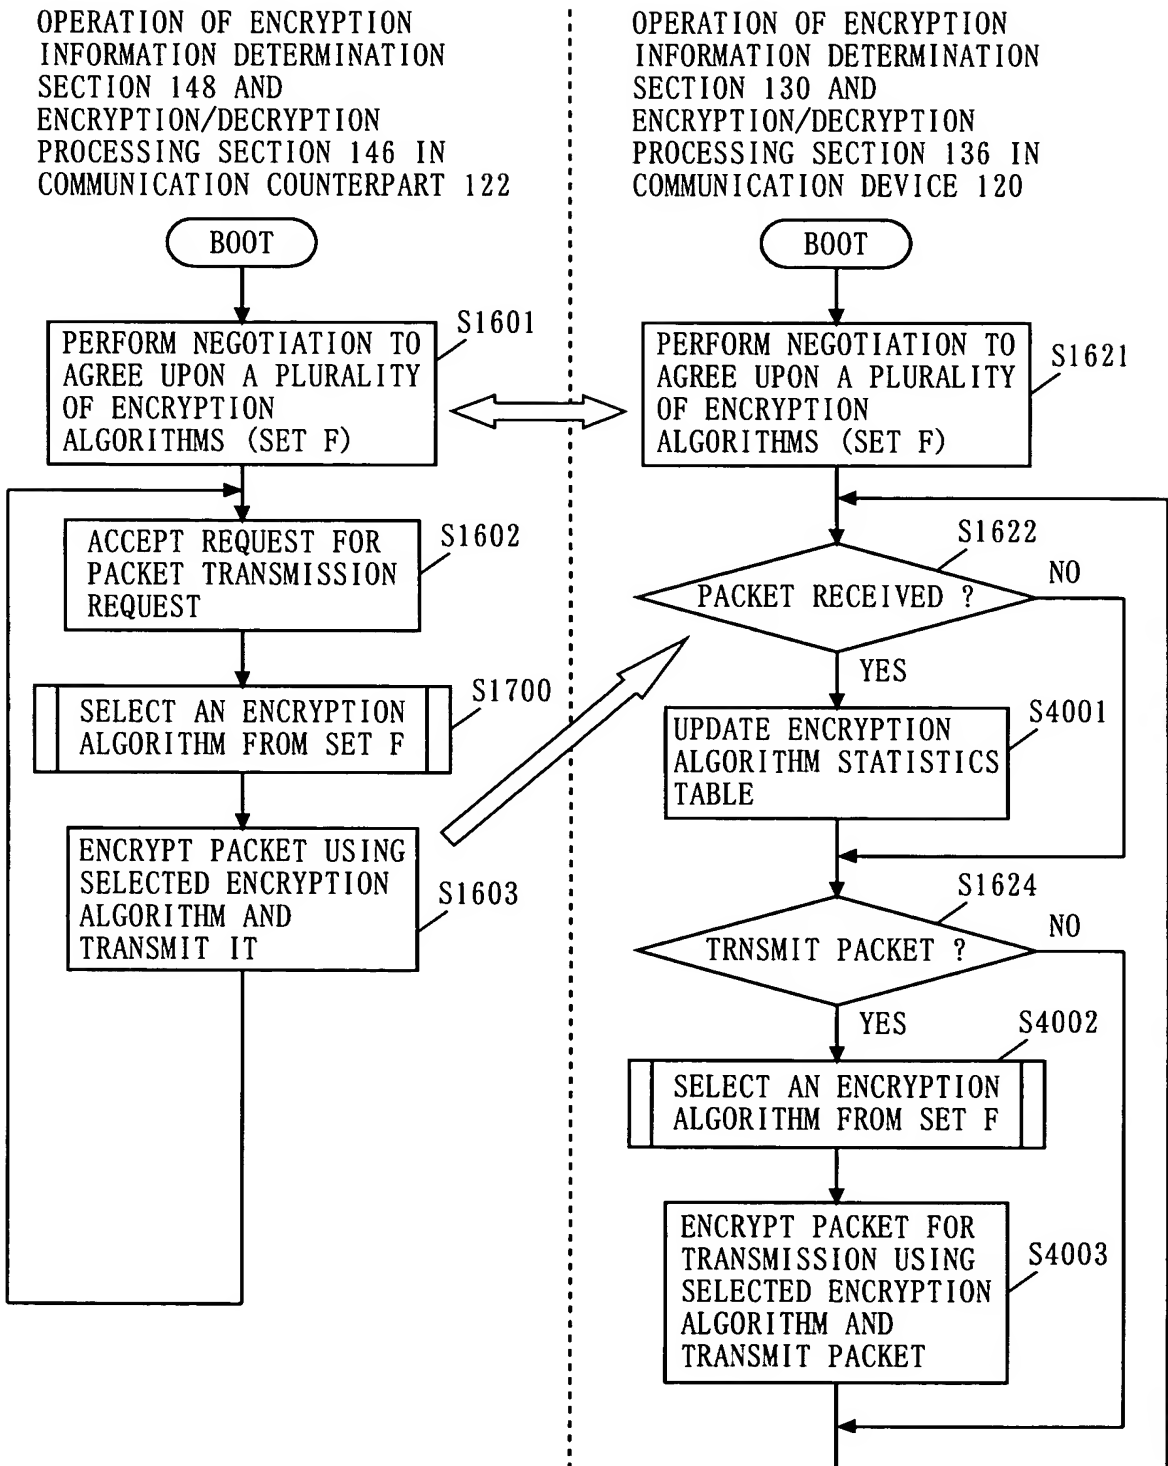 OPERATION OF ENCRYPTION
INFORMATION DETERMINATION
SECTION 148 AND
ENCRYPTION/DECRYPTION
PROCESSING SECTION 146 IN
COMMUNICATION COUNTERPART 122
BOOT
S1601
PERFORM NEGOTIATION TO
AGREE UPON A PLURALITY
OF ENCRYPTION
ALGORITHMS (SET F)
S1602
ACCEPT REQUEST FOR
PACKET TRANSMISSION
REQUEST
S1700
SELECT AN ENCRYPTION
ALGORITHM FROM SET F
ENCRYPT PACKET USING
SELECTED ENCRYPTION
ALGORITHM AND
TRANSMIT IT
S1603
OPERATION OF ENCRYPTION
INFORMATION DETERMINATION
SECTION 130 AND
ENCRYPTION/DECRYPTION
PROCESSING SECTION 136 IN
COMMUNICATION DEVICE 120
BOOT
S1621
PERFORM NEGOTIATION TO
AGREE UPON A PLURALITY
OF ENCRYPTION
ALGORITHMS (SET F)
S1622
NO
PACKET RECEIVED ?
YES
S4001
UPDATE ENCRYPTION
ALGORITHM STATISTICS
TABLE
S1624
NO
TRNSMIT PACKET ?
YES
S4002
SELECT AN ENCRYPTION
ALGORITHM FROM SET F
ENCRYPT PACKET FOR
TRANSMISSION USING
SELECTED ENCRYPTION
ALGORITHM AND
TRANSMIT PACKET
S4003